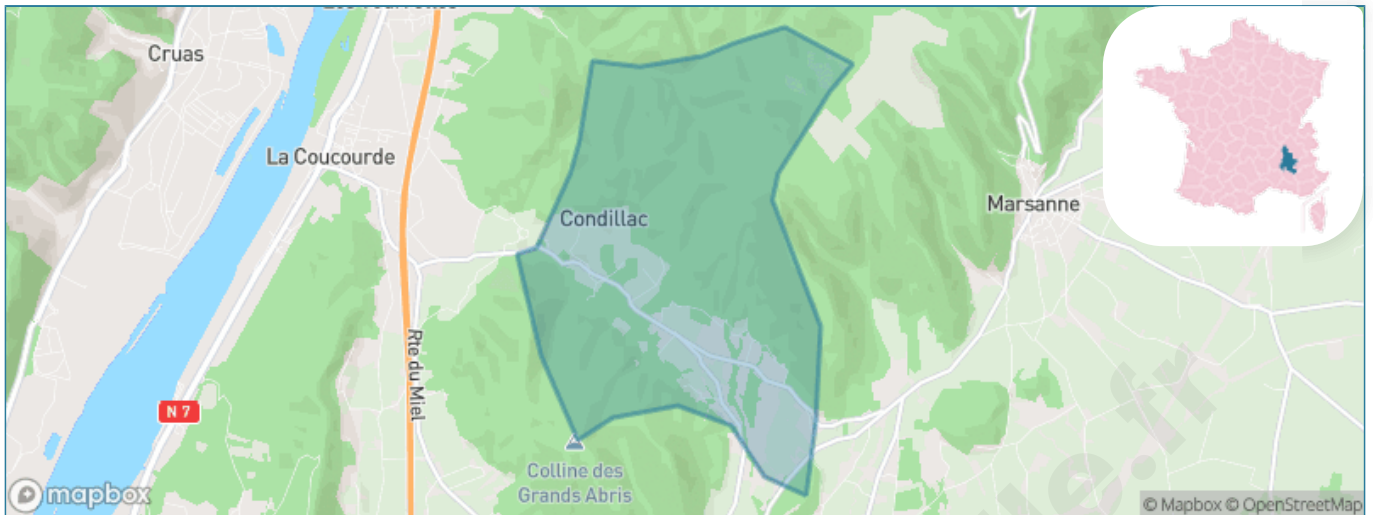 Cruas
La Coucourde
Condillac
Marsanne
Rte du Miel
N 7
Colline des
Grands Abris
mapbox
© Mapbox © OpenStreetMap